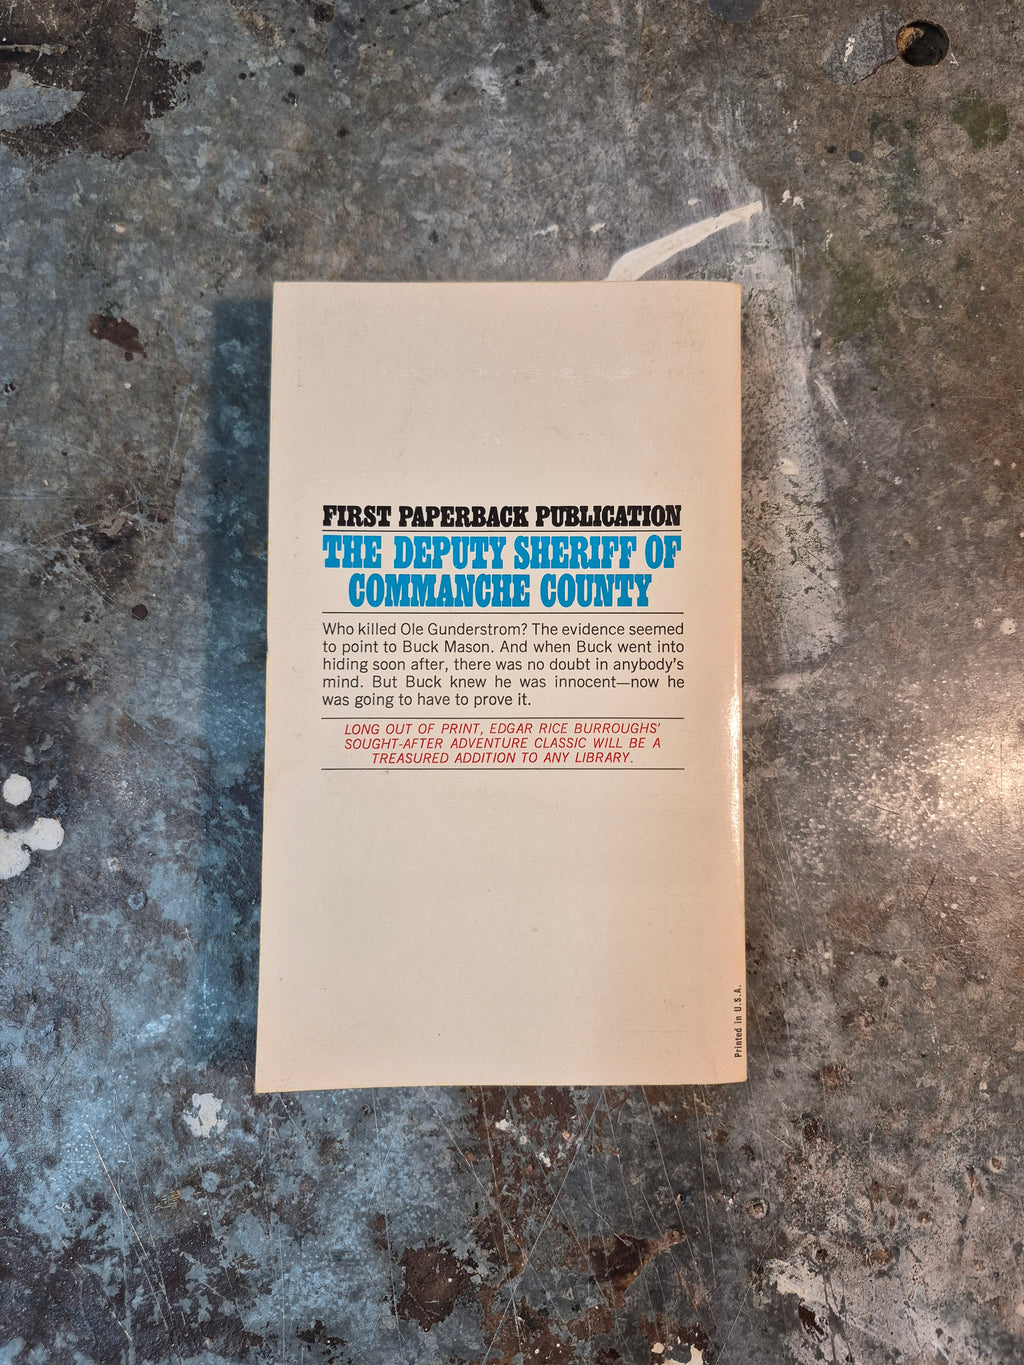 FIRST PAPERBACK PUBLICATION
THE DEPUTY SHERIFF OF
COMMANCHE COUNTY
Who killed Ole Gunderstrom? The evidence seemed
to point to Buck Mason. And when Buck went into
hiding soon after, there was no doubt in anybody's
mind. But Buck knew he was innocent—now he
was going to have to prove it.
LONG OUT OF PRINT, EDGAR RICE BURROUGHS'
SOUGHT-AFTER ADVENTURE CLASSIC WILL BE A
TREASURED ADDITION TO ANY LIBRARY.
Printed in U.S.A.